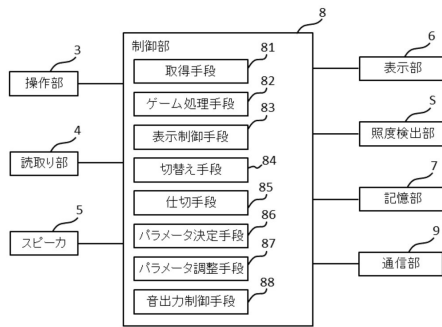 8
制御部
81
取得手段
82
ゲーム処理手段
83
表示制御手段
切替え手段
84
仕切手段
85
パラメータ決定手段
86
パラメータ調整手段
87
音出力制御手段
88
3
操作部
4
読取り部
5
スピーカ
6
表示部
S
照度検出部
7
記憶部
9
通信部